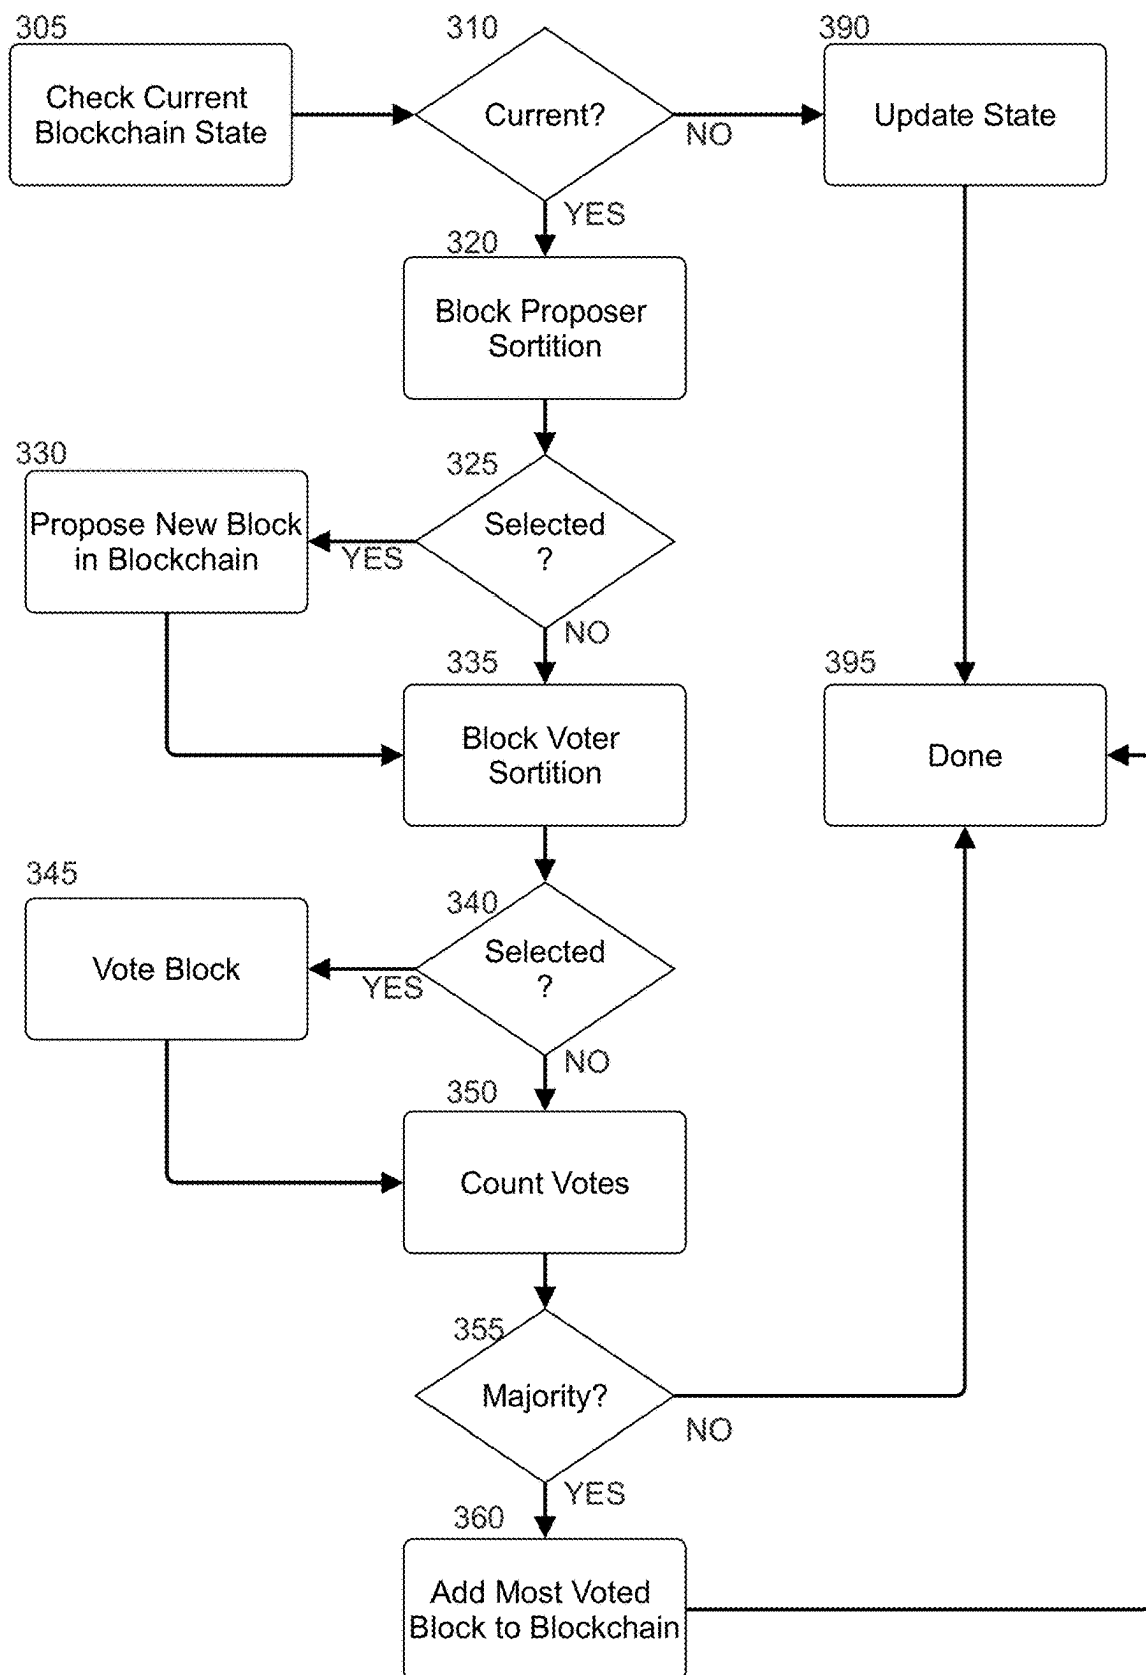 305
310
390
Check Current
Blockchain State
Current?
Update State
NO
YES
320
Block Proposer
Sortition
330
325
Propose New Block
in Blockchain
Selected
?
YES
NO
335
395
Block Voter
Sortition
Done
345
340
Vote Block
Selected
?
YES
NO
350
Count Votes
355
Majority?
NO
YES
360
Add Most Voted
Block to Blockchain